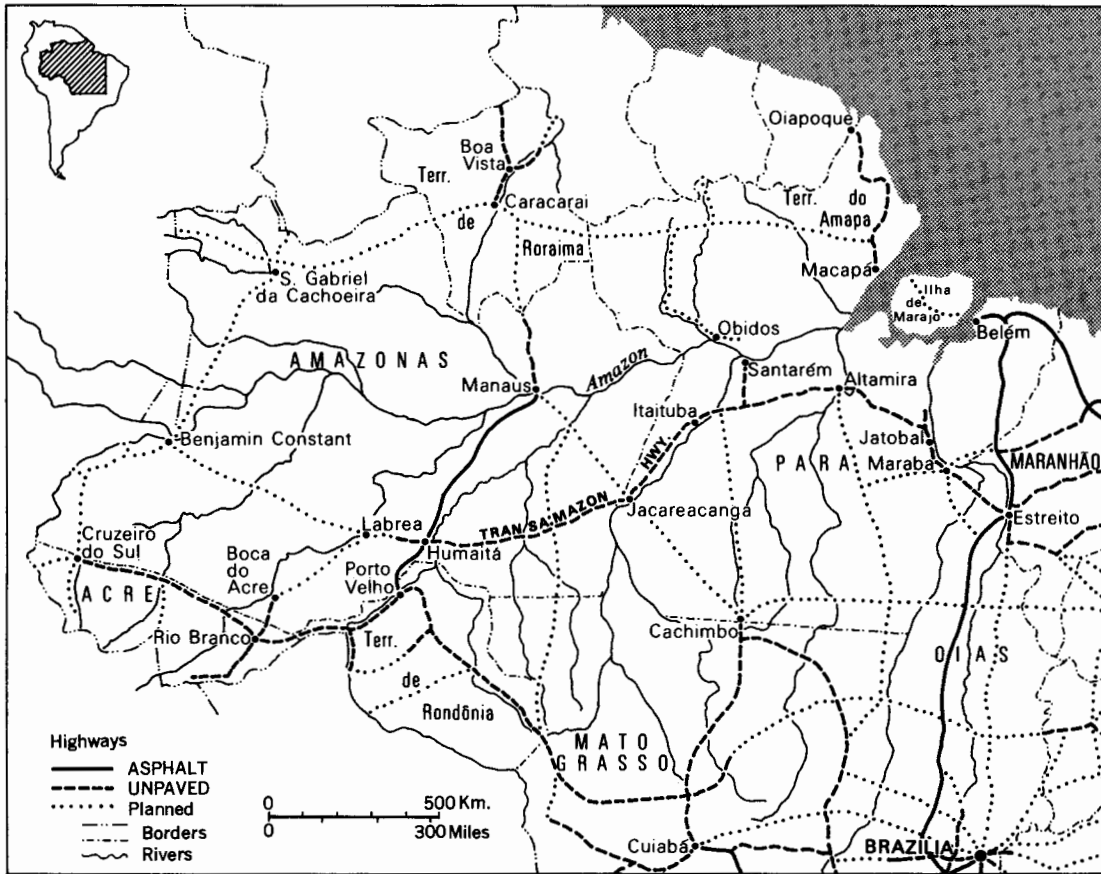 Oiapoque
Boa
Vista
Terr.
Caracarai
Terr. do
Amapa
de
Roraima
Macapá
S. Gabriel
da Cachoeira
Ilha
de
Marajó
Belém
Obidos
AMAZONAS
Amazon
Santarém
Manaus
Altamira
Itaituba
Benjamin Constant
Jatobal
HWY
PARA
MARANHÃO
Maraba
TRANSAMAZON
Jacareacanga
Labrea
Estreito
Cruzeiro
do Sul
Humaitá
Boca
do
Acre
Porto
Velho
ACRE
Rio Branco
Terr.
Cachimbo
OIAS
de
Rondônia
MATO
GROSSO
Highways
ASPHALT
UNPAVED
Planned
Borders
Rivers
0 500 Km.
0 300 Miles
Cuiabá
BRAZILIA